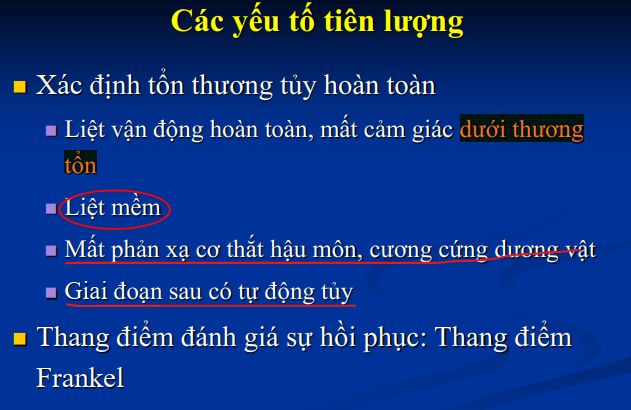 Các yếu tố tiên lượng
Xác định tổn thương tủy hoàn toàn
Liệt vận động hoàn toàn, mất cảm giác dưới thương
tổn
Liệt mềm
Mất phản xạ cơ thắt hậu môn, cương cứng dương vật
Giai đoạn sau có tự động tủy
Thang điểm đánh giá sự hồi phục: Thang điểm
Frankel